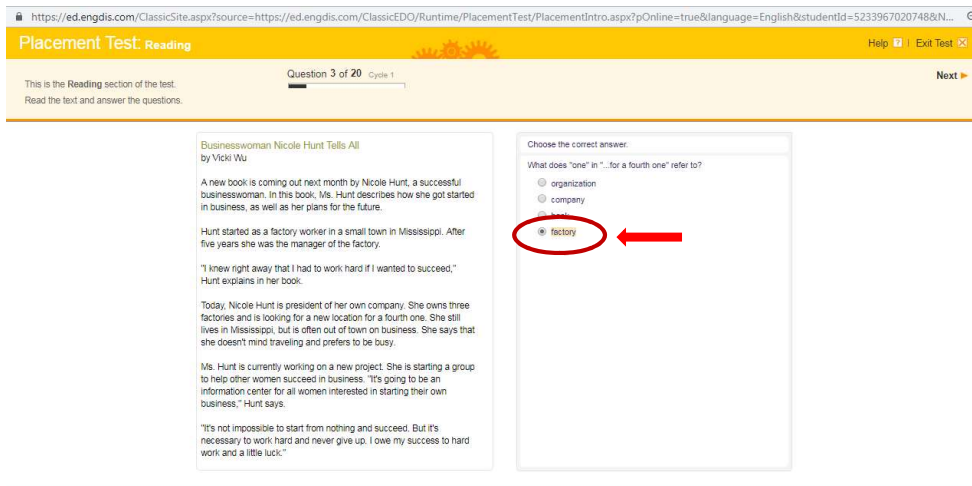 https://ed.engdis.com/ClassicSite.aspx?source=https://ed.engdis.com/ClassicEDO/Runtime/PlacementTest/PlacementIntro.aspx?pOnline=true&language=English&studentId=5233967020748&N...
Placement Test: Reading
Help ? | Exit Test
This is the Reading section of the test.
Read the text and answer the questions.
Question 3 of 20 Cycle 1
Next
Businesswoman Nicole Hunt Tells All
by Vicki Wu
A new book is coming out next month by Nicole Hunt, a successful
businesswoman. In this book, Ms. Hunt describes how she got started
in business, as well as her plans for the future.
Hunt started as a factory worker in a small town in Mississippi. After
five years she was the manager of the factory.
"I knew right away that I had to work hard if I wanted to succeed,"
Hunt explains in her book.
Today, Nicole Hunt is president of her own company. She owns three
factories and is looking for a new location for a fourth one. She still
lives in Mississippi, but is often out of town on business. She says that
she doesn't mind traveling and prefers to be busy.
Ms. Hunt is currently working on a new project. She is starting a group
to help other women succeed in business. "It's going to be an
information center for all women interested in starting their own
business," Hunt says.
"It's not impossible to start from nothing and succeed. But it's
necessary to work hard and never give up. I owe my success to hard
work and a little luck."
Choose the correct answer.
What does "one" in "...for a fourth one" refer to?
organization
company
book
factory